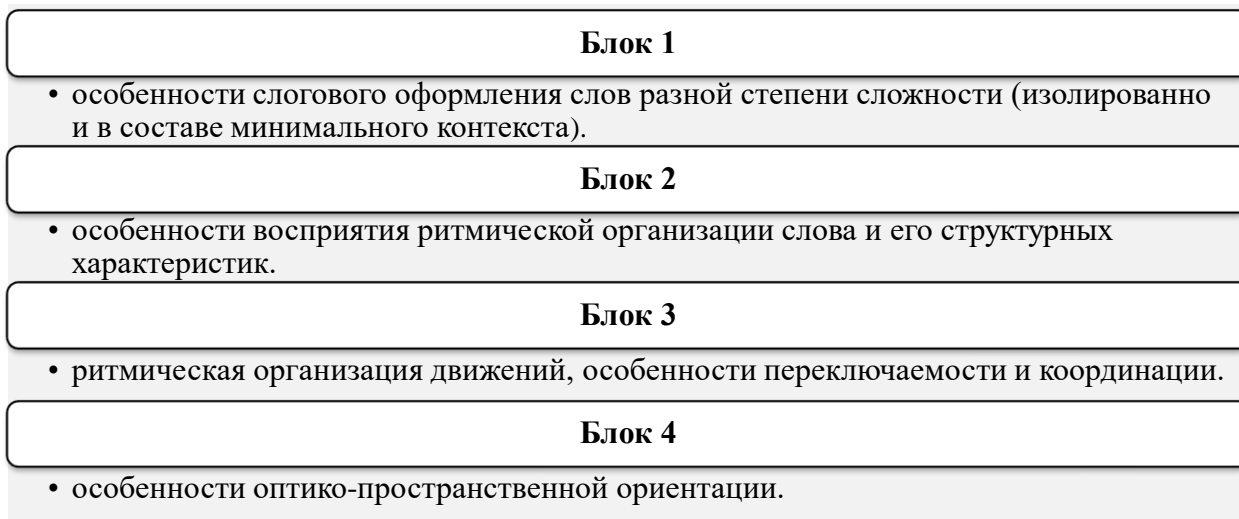 Блок 1
• особенности слогового оформления слов разной степени сложности (изолированно
и в составе минимального контекста).
Блок 2
• особенности восприятия ритмической организации слова и его структурных
характеристик.
Блок 3
• ритмическая организация движений, особенности переключаемости и координации.
Блок 4
• особенности оптико-пространственной ориентации.